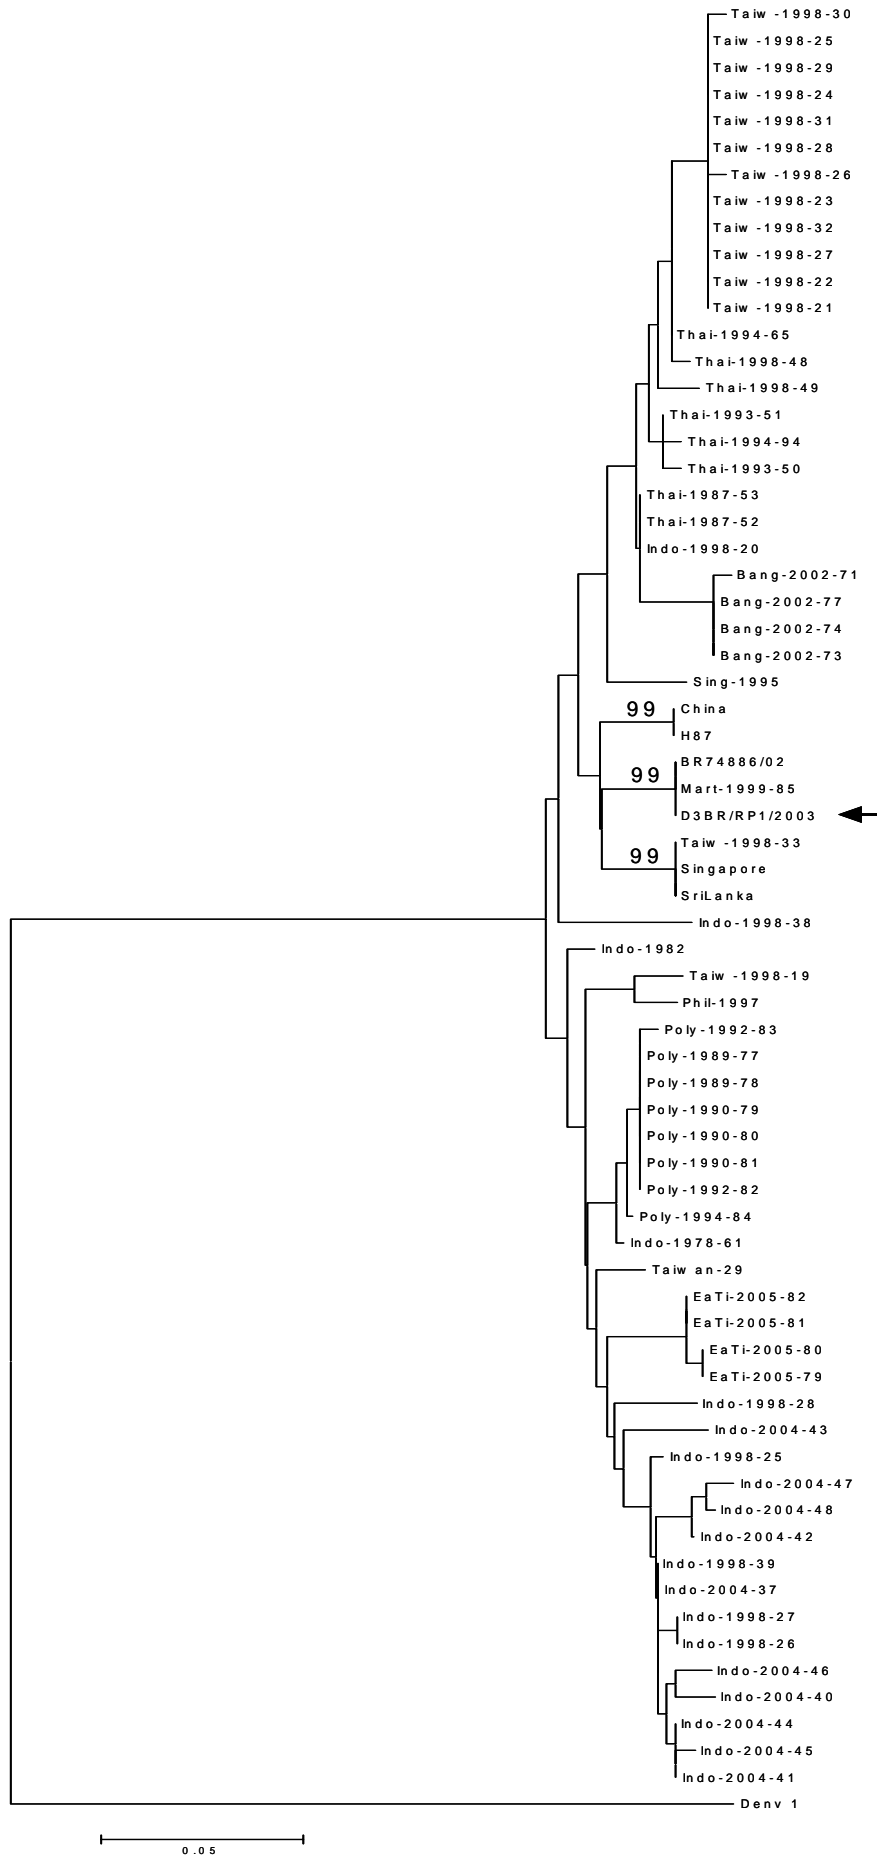 Taiw -1998-30
Taiw -1998-25
Taiw -1998-29
Taiw -1998-24
Taiw -1998-31
Taiw -1998-28
Taiw -1998-26
Taiw -1998-23
Taiw -1998-32
Taiw -1998-27
Taiw -1998-22
Taiw -1998-21
Thai-1994-65
Thai-1998-48
Thai-1998-49
Thai-1993-51
Thai-1994-94
Thai-1993-50
Thai-1987-53
Thai-1987-52
Indo-1998-20
Bang-2002-71
Bang-2002-77
Bang-2002-74
Bang-2002-73
Sing-1995
99 China
H87
BR74886/02
99 Mart-1999-85
D3BR/RP1/2003
Taiw -1998-33
99 Singapore
SriLanka
Indo-1998-38
Indo-1982
Taiw -1998-19
Phil-1997
Poly-1992-83
Poly-1989-77
Poly-1989-78
Poly-1990-79
Poly-1990-80
Poly-1990-81
Poly-1992-82
Poly-1994-84
Indo-1978-61
Taiw an-29
EaTi-2005-82
EaTi-2005-81
EaTi-2005-80
EaTi-2005-79
Indo-1998-28
Indo-2004-43
Indo-1998-25
Indo-2004-47
Indo-2004-48
Indo-2004-42
Indo-1998-39
Indo-2004-37
Indo-1998-27
Indo-1998-26
Indo-2004-46
Indo-2004-40
Indo-2004-44
Indo-2004-45
Indo-2004-41
Denv 1
0.05